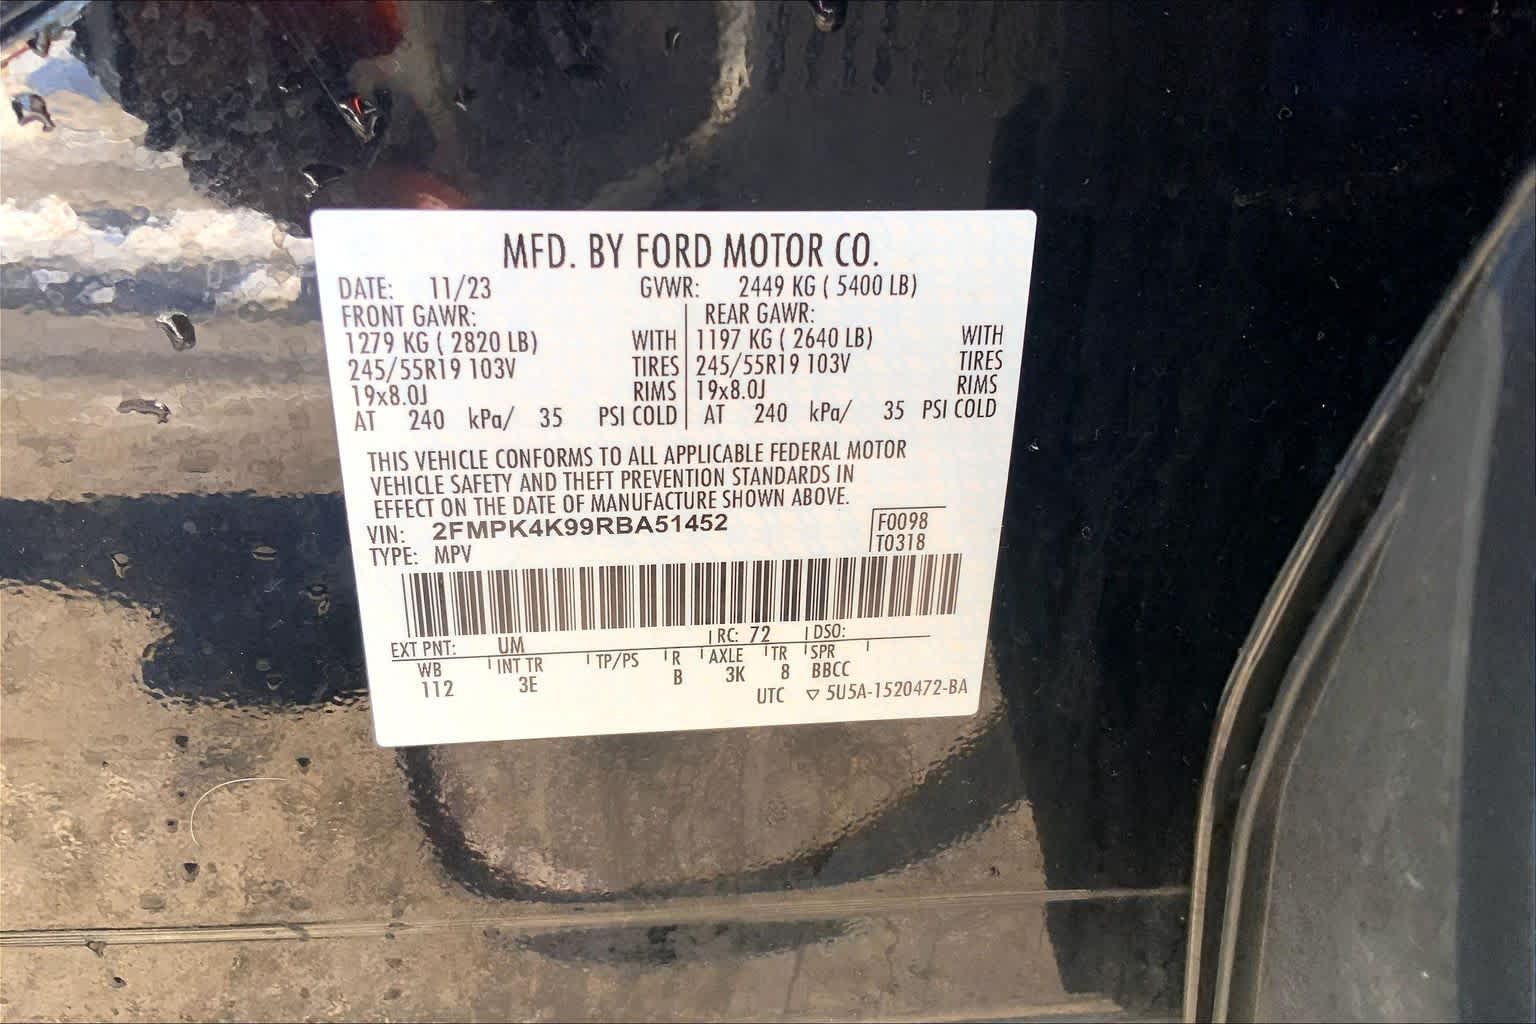 MFD. BY FORD MOTOR CO.
DATE: 11/23 GVWR: 2449 KG ( 5400 LB)
FRONT GAWR: REAR GAWR:
1279 KG ( 2820 LB) WITH 1197 KG ( 2640 LB) WITH
245/55R19 103V TIRES 245/55R19 103V TIRES
19x8.0J RIMS 19x8.0J RIMS
AT 240 kPa/ 35 PSI COLD AT 240 kPa/ 35 PSI COLD
THIS VEHICLE CONFORMS TO ALL APPLICABLE FEDERAL MOTOR
VEHICLE SAFETY AND THEFT PREVENTION STANDARDS IN
EFFECT ON THE DATE OF MANUFACTURE SHOWN ABOVE.
VIN: 2FMPK4K99RBA51452 F0098
TYPE: MPV T0318
EXT PNT: UM RC: 72 DSO:
WB INT TR TP/PS R AXLE TR SPR
112 3E B 3K 8 BBCC
UTC ▽ 5U5A-1520472-BA